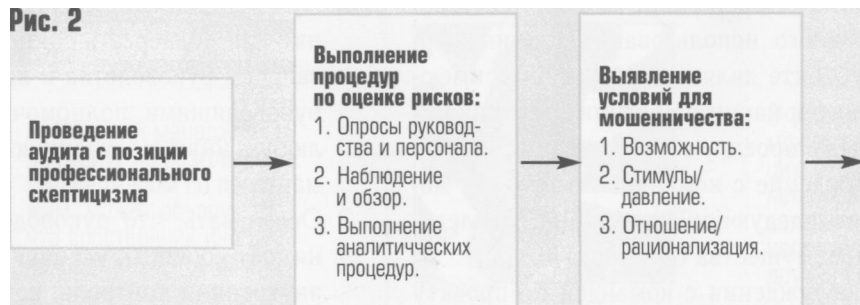 Рис. 2
Проведение
аудита с позиции
профессионального
скептицизма
Выполнение
процедур
по оценке рисков:
1. Опросы руковод-
ства и персонала.
2. Наблюдение
и обзор.
3. Выполнение
аналитичческих
процедур.
Выявление
условий для
мошенничества:
1. Возможность.
2. Стимулы/
давление.
3. Отношение/
рационализация.